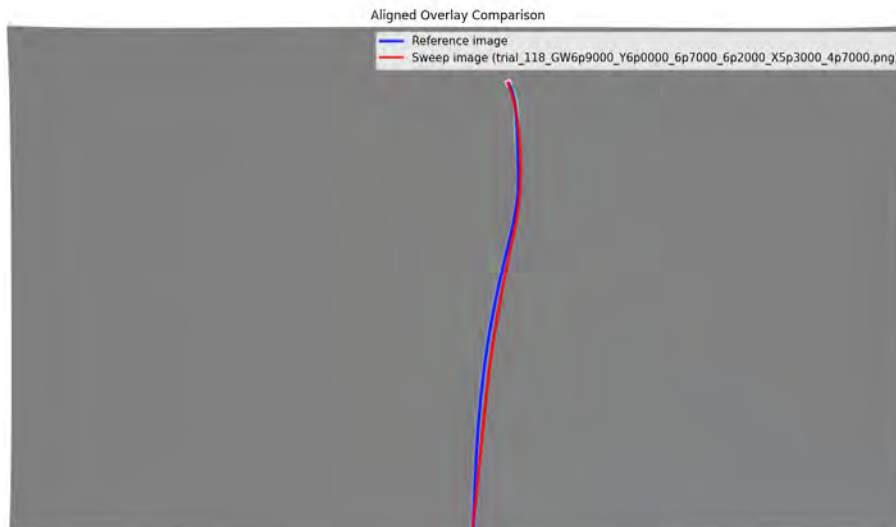 Aligned Overlay Comparison
Reference image
Sweep image (trial_118_GW6p9000_Y6p0000_6p7000_6p2000_X5p3000_4p7000.png)